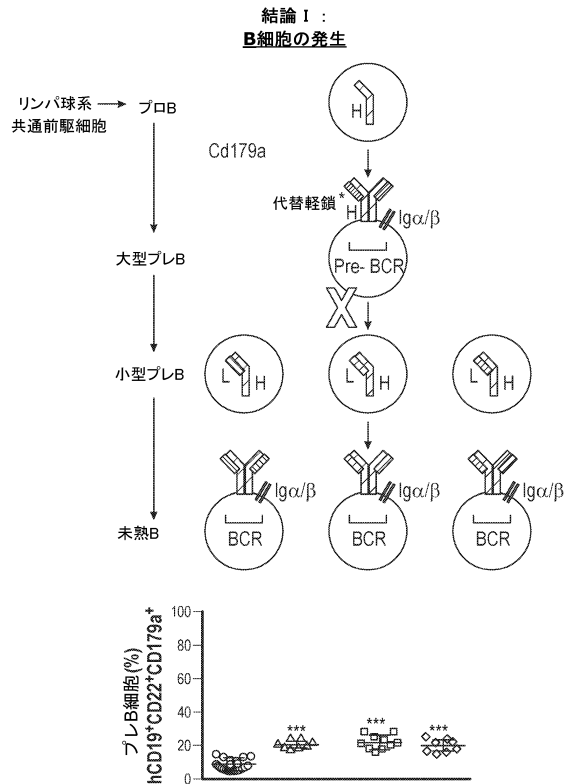 結論Ⅰ:
B細胞の発生
リンパ球系
共通前駆細胞
プロB
H
Cd179a
代替軽鎖*
H
Igα/β
Pre- BCR
大型プレB
X
小型プレB
L H
L H
L H
Igα/β
Igα/β
Igα/β
未熟B
BCR
BCR
BCR
プレB細胞(%)
hCD19+CD22+CD179a+
100
80
60
40
20
0
***
***
***